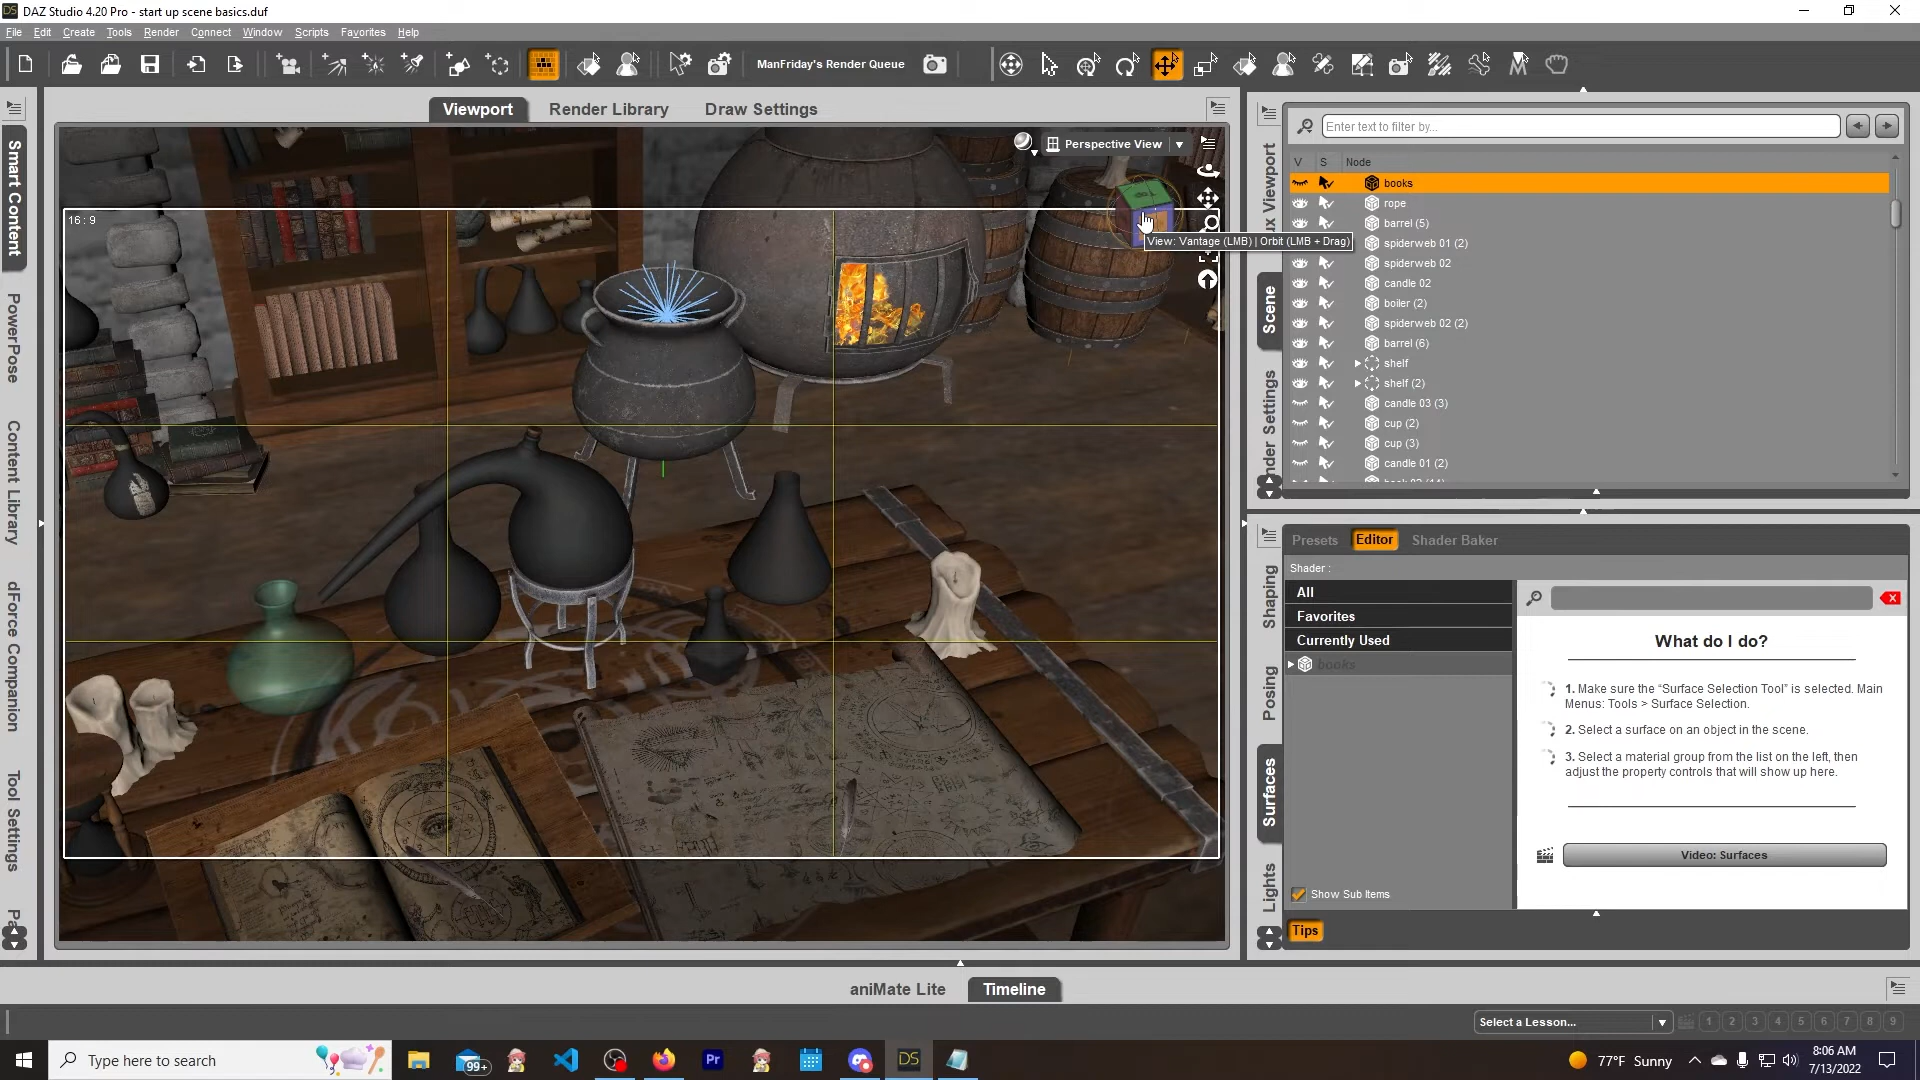 DAZ Studio 4.20 Pro - start up scene basics.duf
File Edit Create Tools Render Connect Window Scripts Favorites Help
ManFriday's Render Queue
Viewport Render Library Draw Settings
Smart Content
PowerPose
Content Library
dForce Companion
Tool Settings
Pa
16 : 9
Perspective View
View: Vantage (LMB) | Orbit (LMB + Drag)
ux Viewport
Scene
nder Settings
Enter text to filter by...
V S Node
books
rope
barrel (5)
spiderweb 01 (2)
spiderweb 02
candle 02
boiler (2)
spiderweb 02 (2)
barrel (6)
shelf
shelf (2)
candle 03 (3)
cup (2)
cup (3)
candle 01 (2)
Shaping
Posing
Surfaces
Lights
Presets Editor Shader Baker
Shader :
All
Favorites
Currently Used
books
Show Sub Items
What do I do?
1. Make sure the “Surface Selection Tool” is selected. Main
Menus: Tools > Surface Selection.
2. Select a surface on an object in the scene.
3. Select a material group from the list on the left, then
adjust the property controls that will show up here.
Video: Surfaces
Tips
aniMate Lite Timeline
Select a Lesson...
1 2 3 4 5 6 7 8 9
Type here to search
99+
Pr
DS
77°F Sunny
8:06 AM
7/13/2022